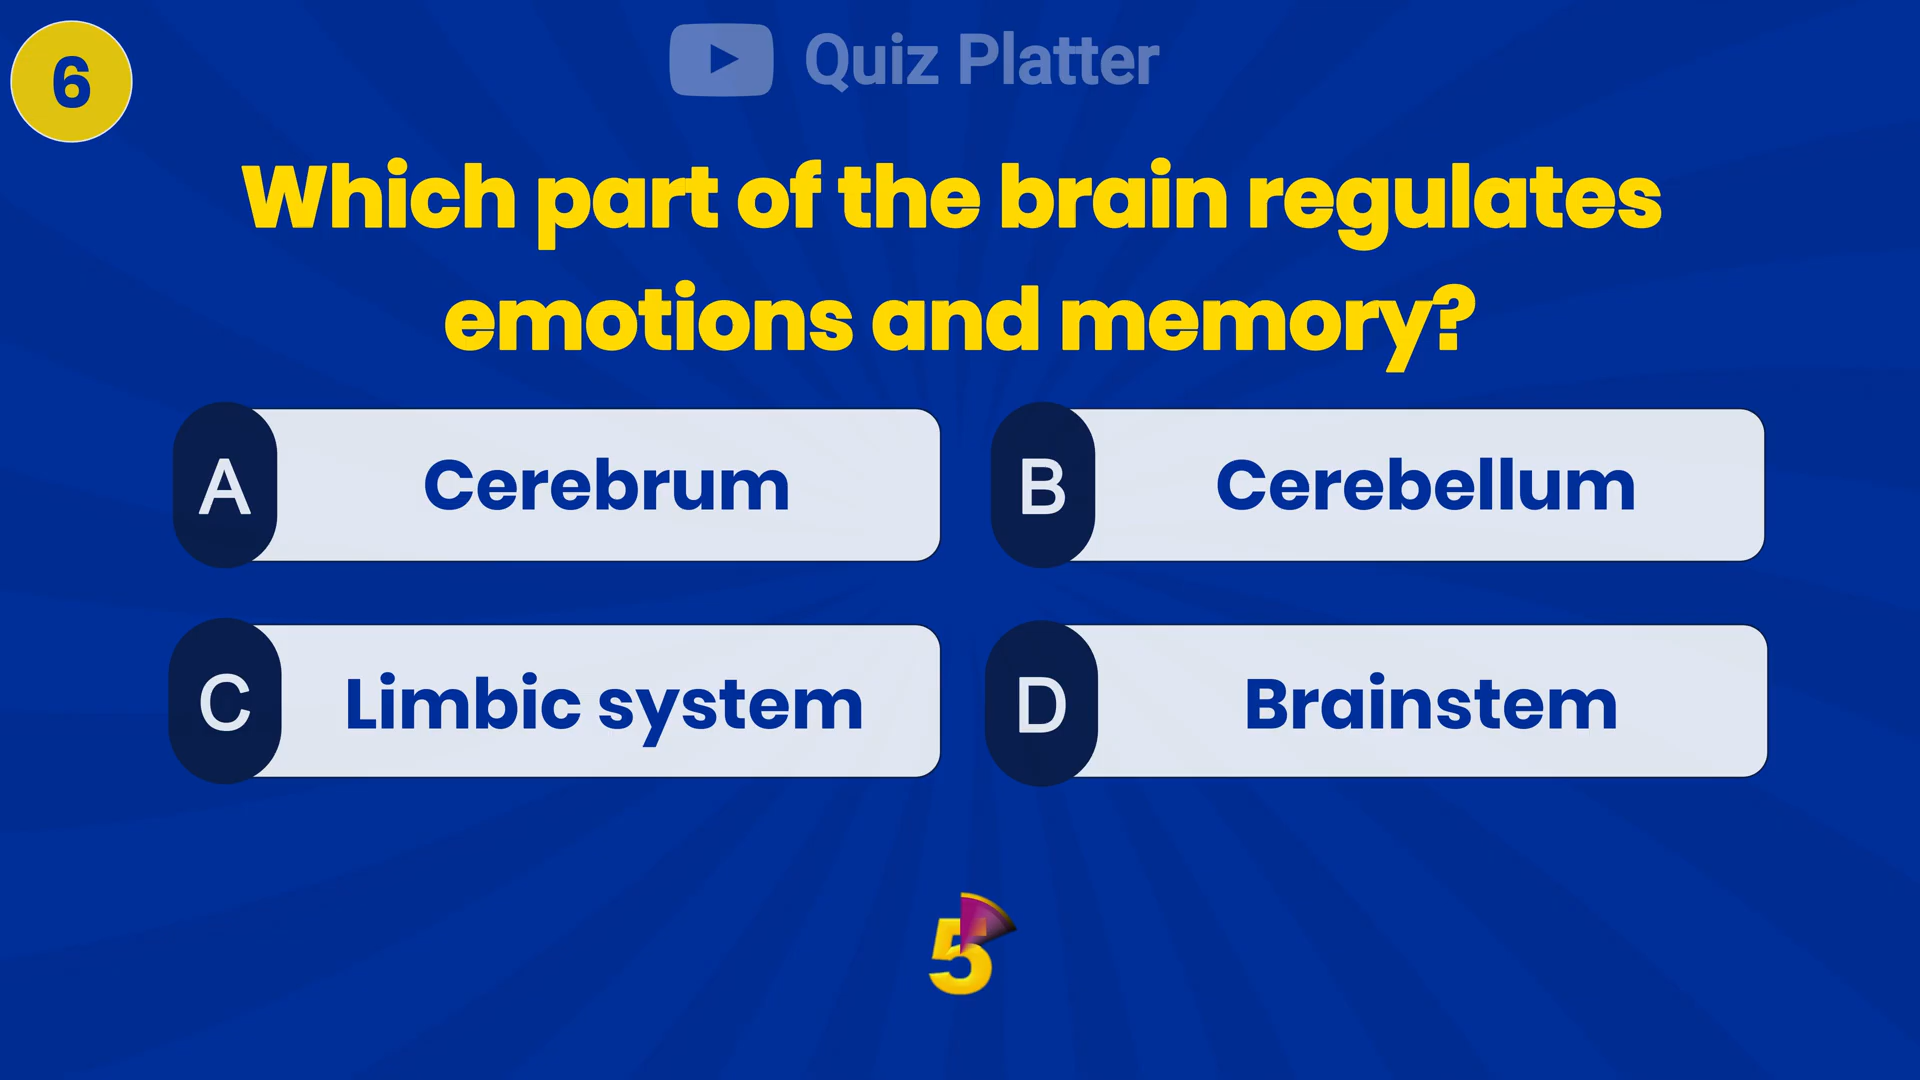 6
Quiz Platter
Which part of the brain regulates
emotions and memory?
A Cerebrum
B Cerebellum
C Limbic system
D Brainstem
5